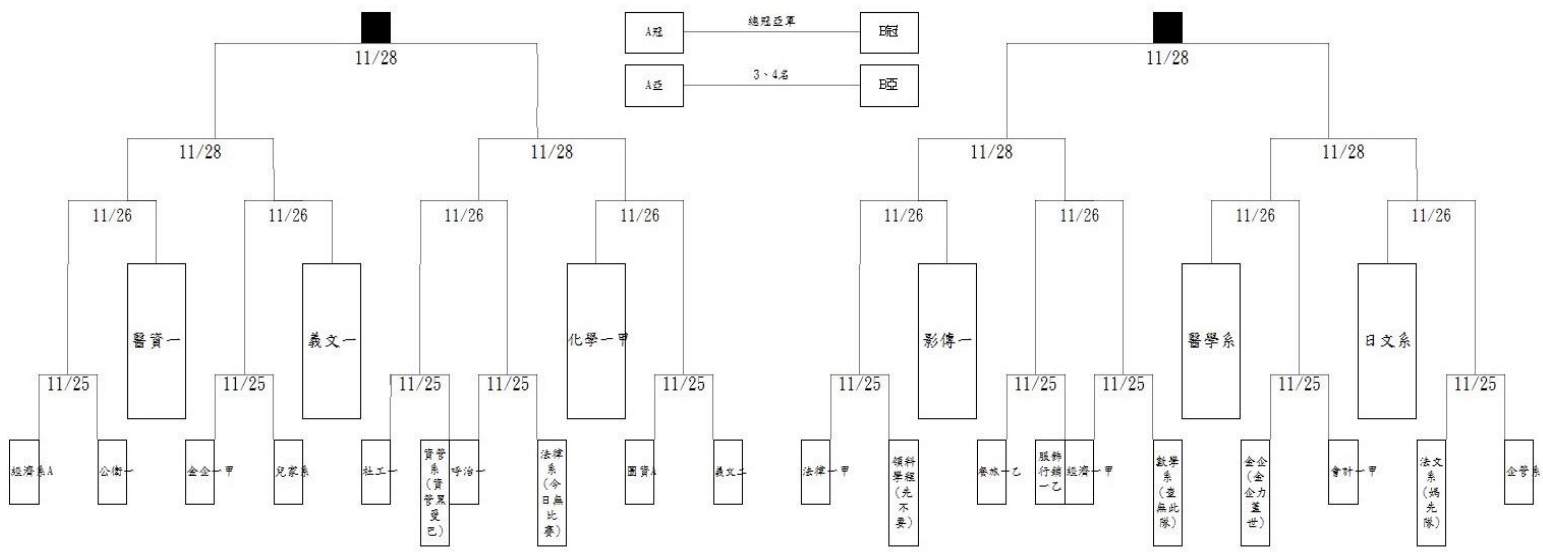 A冠 總冠亞軍 B冠
11/28 11/28
A亞 3、4名 B亞
11/28 11/28 11/28 11/28
11/26 11/26 11/26 11/26 11/26 11/26 11/26 11/26
醫資一 義文一 化學一甲 影傳一 醫學系 日文系
11/25 11/25 11/25 11/25 11/25 11/25 11/25 11/25 11/25 11/25
經濟系A
公衛一
金企一甲
兒家系
社工一
資管
系
(資
管累
愛
巴)
呼治一
法律
系
(今
日無
比
賽)
圖資A
義文二
法律一甲
領科
學程
(先
不
要)
餐旅一乙
服飾
行銷
一乙
經濟一甲
數學
系
(查
無此
隊)
金企
(金
企力
蓋
世)
會計一甲
法文
系
(媽
先
隊)
企管系